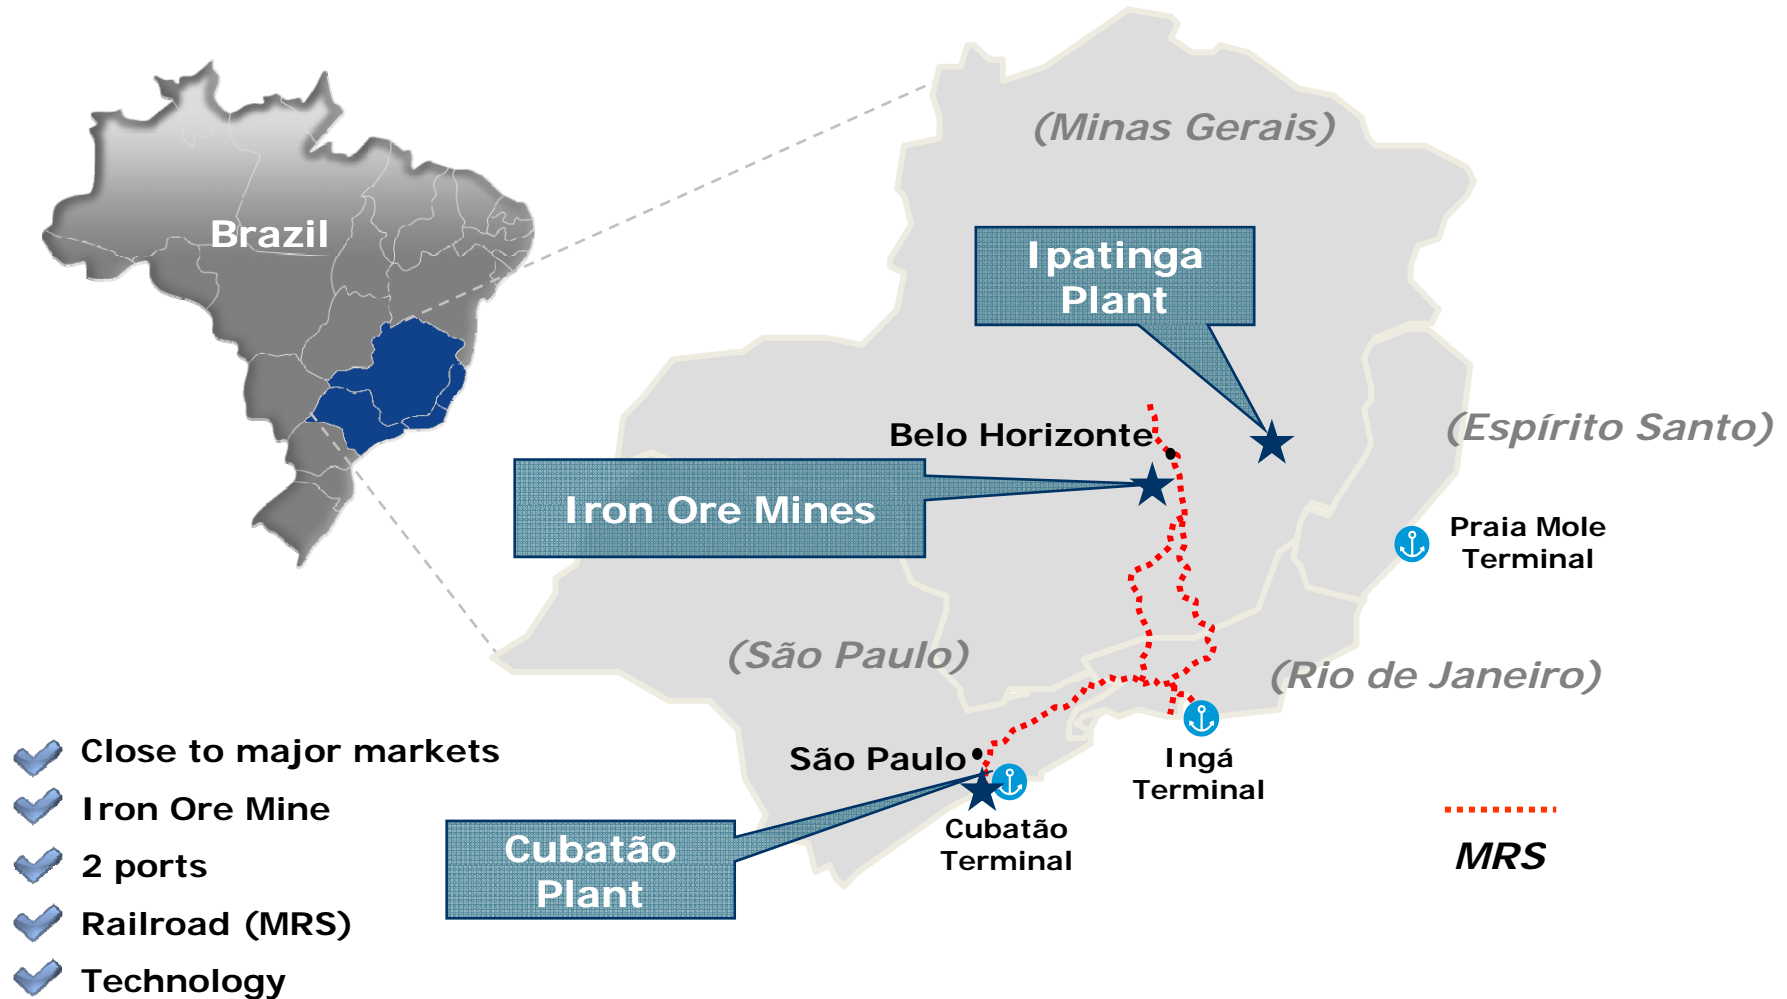 (Minas Gerais)
Brazil
Ipatinga
Plant
Belo Horizonte
(Espírito Santo)
Iron Ore Mines
Praia Mole
Terminal
(São Paulo)
(Rio de Janeiro)
São Paulo
Ingá
Terminal
Cubatão
Terminal
Cubatão
Plant
MRS
Close to major markets
Iron Ore Mine
2 ports
Railroad (MRS)
Technology